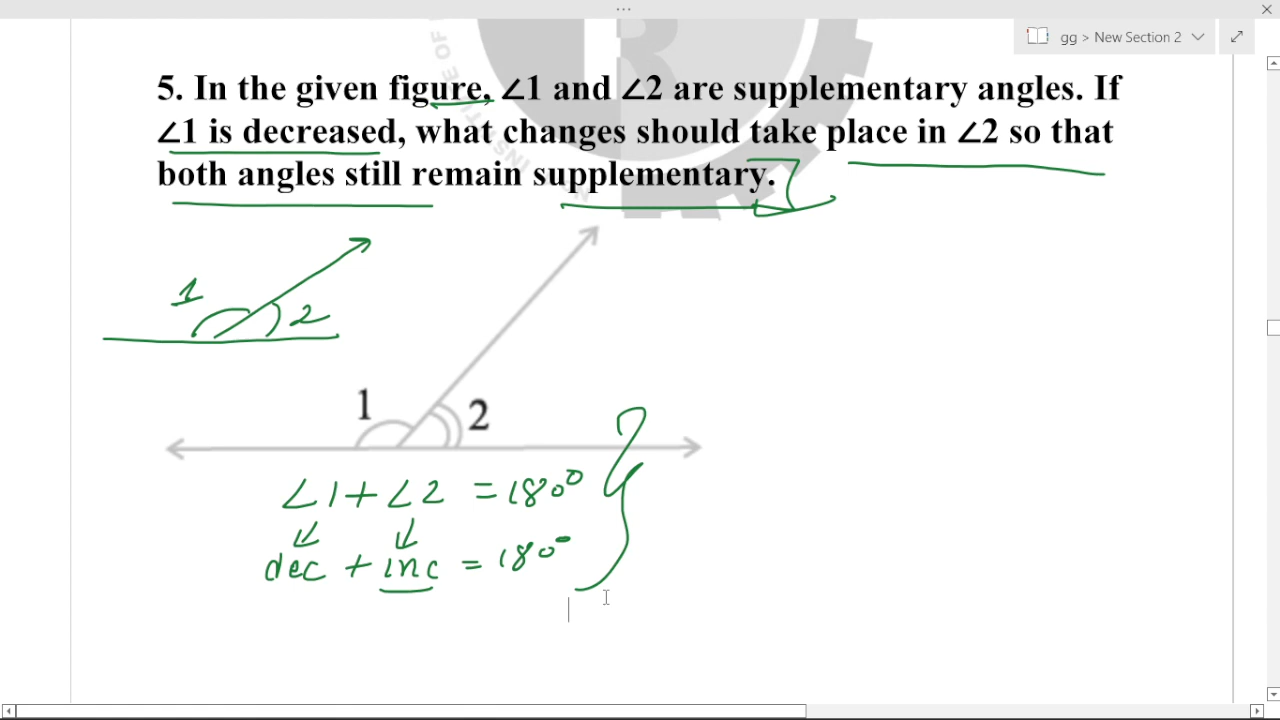 gg > New Section 2
5. In the given figure, ∠1 and ∠2 are supplementary angles. If
∠1 is decreased, what changes should take place in ∠2 so that
both angles still remain supplementary.
1
2
1
2
∠1+∠2 =180°
dec + inc = 180°